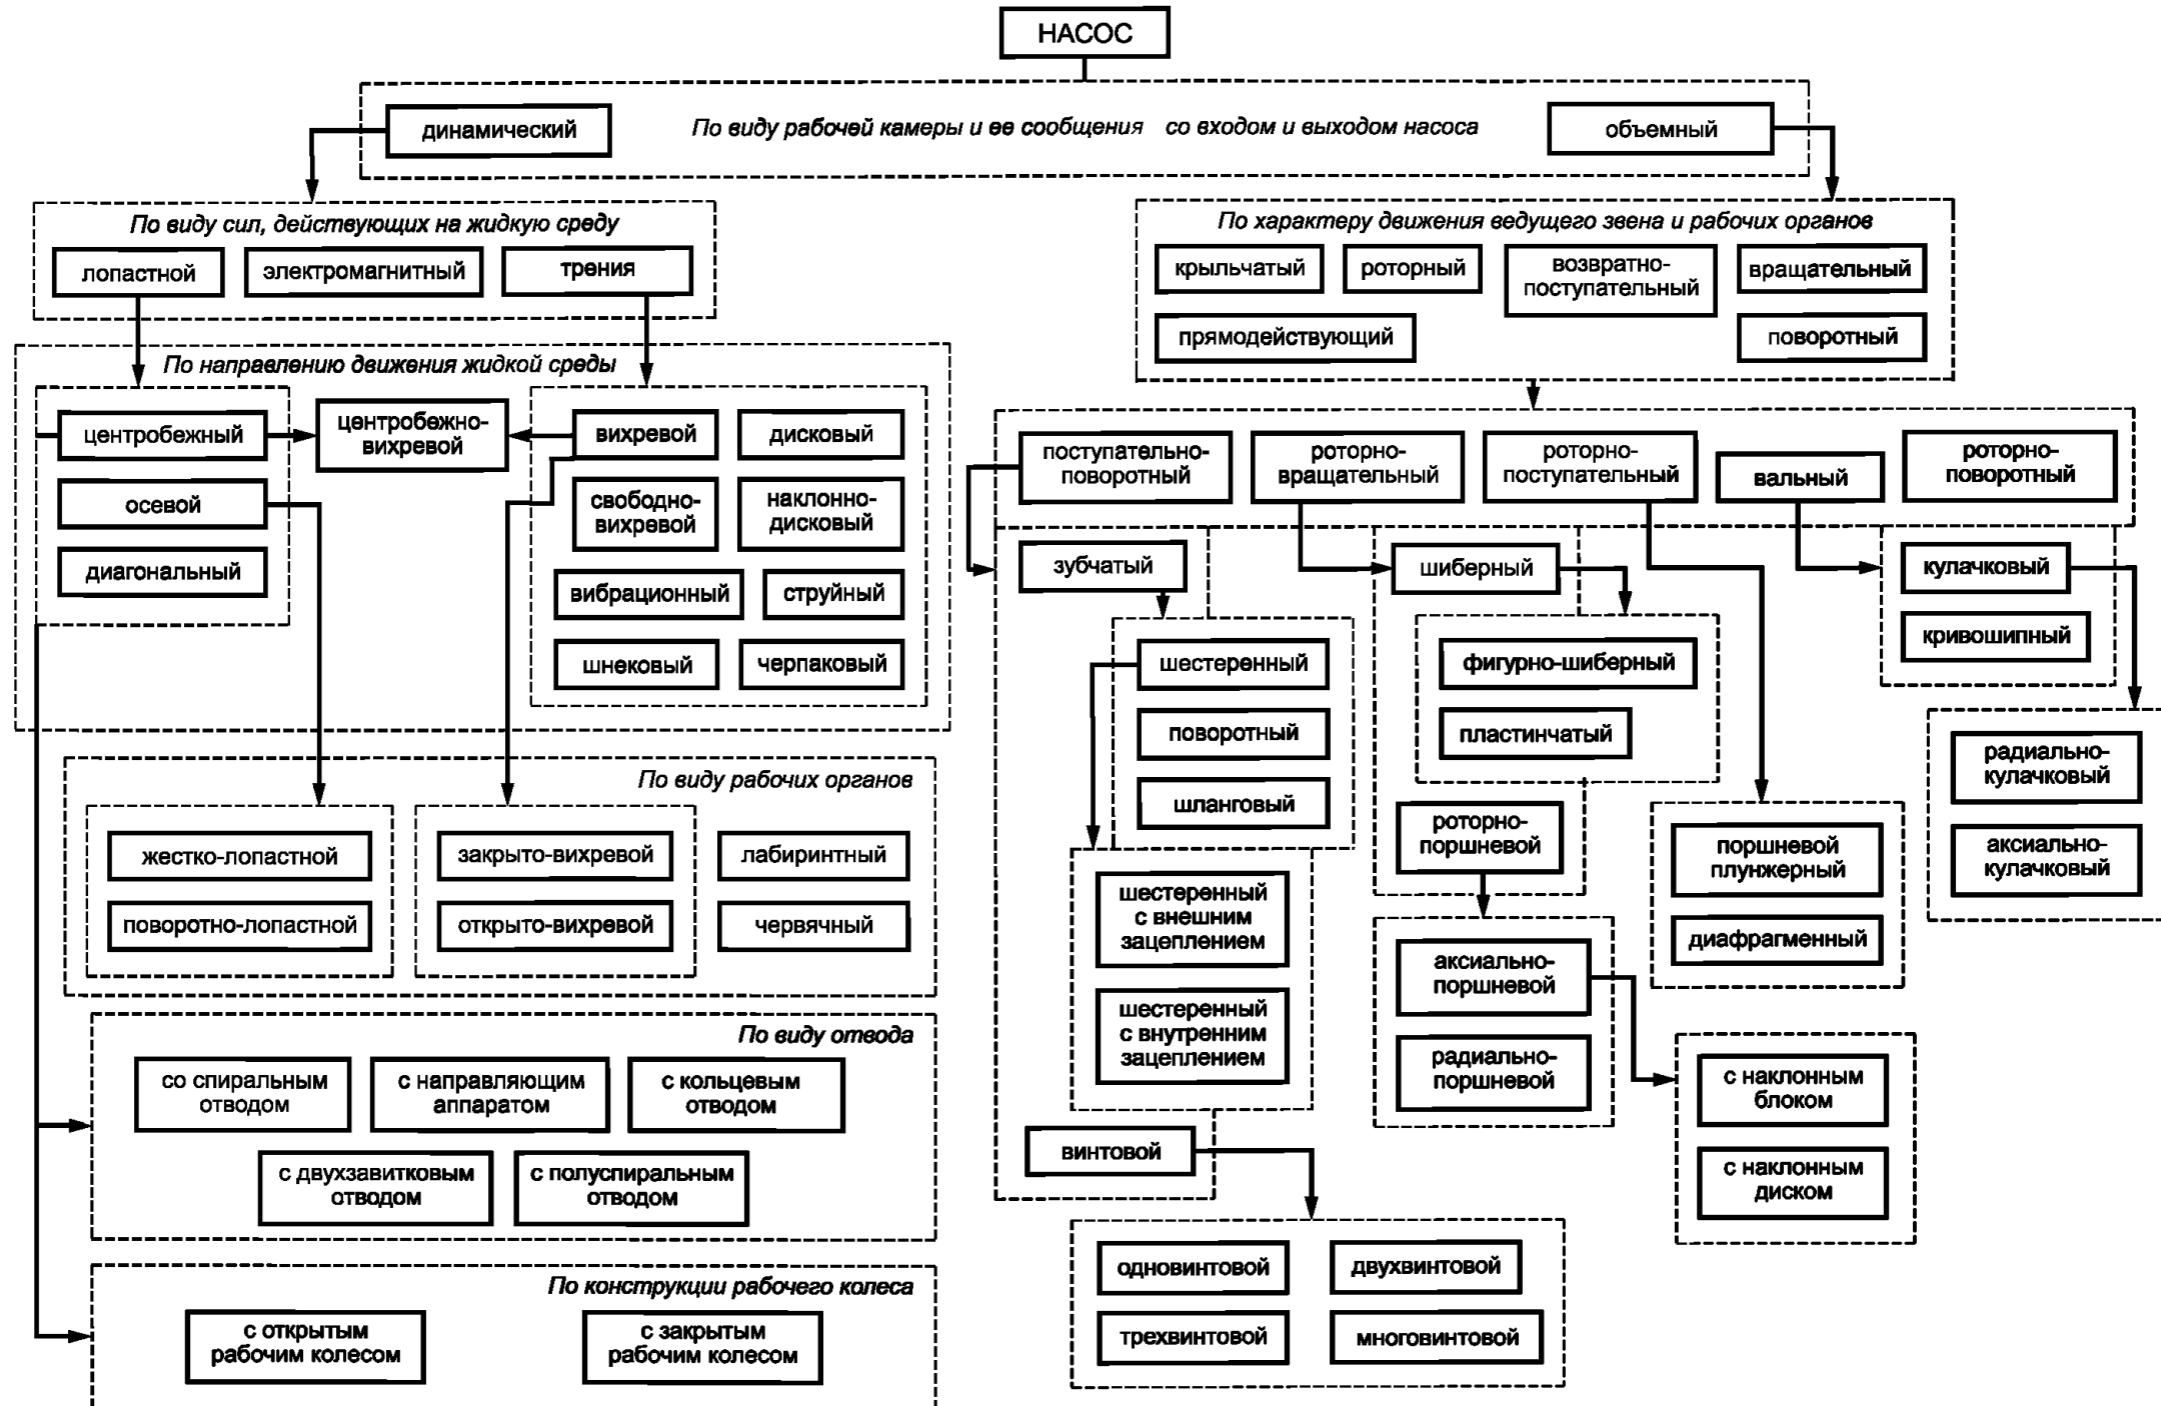 НАСОС
динамический
По виду рабочей камеры и ее сообщения со входом и выходом насоса
объемный
По виду сил, действующих на жидкую среду
лопастной
электромагнитный
трения
По характеру движения ведущего звена и рабочих органов
крыльчатый
роторный
возвратно-
поступательный
вращательный
прямодействующий
поворотный
По направлению движения жидкой среды
центробежный
центробежно-
вихревой
вихревой
дисковый
осевой
свободно-
вихревой
наклонно-
дисковый
диагональный
вибрационный
струйный
шнековый
черпаковый
По виду рабочих органов
жестко-лопастной
закрыто-вихревой
лабиринтный
поворотно-лопастной
открыто-вихревой
червячный
По виду отвода
со спиральным
отводом
с направляющим
аппаратом
с кольцевым
отводом
с двухзавитковым
отводом
с полуспиральным
отводом
По конструкции рабочего колеса
с открытым
рабочим колесом
с закрытым
рабочим колесом
поступательно-
поворотный
роторно-
вращательный
роторно-
поступательный
вальный
роторно-
поворотный
зубчатый
шиберный
кулачковый
кривошипный
шестеренный
поворотный
шланговый
фигурно-шиберный
пластинчатый
радиально-
кулачковый
аксиально-
кулачковый
роторно-
поршневой
поршневой
плунжерный
диафрагменный
шестеренный
с внешним
зацеплением
шестеренный
с внутренним
зацеплением
аксиально-
поршневой
радиально-
поршневой
с наклонным
блоком
с наклонным
диском
винтовой
одновинтовой
двухвинтовой
трехвинтовой
многовинтовой